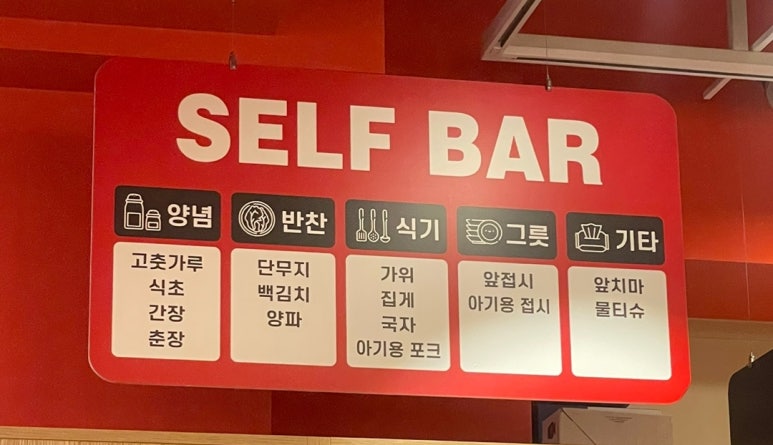 SELF BAR
양념
고춧가루
식초
간장
춘장
반찬
단무지
백김치
양파
식기
가위
집게
국자
아기용 포크
그릇
앞접시
아기용 접시
기타
앞치마
물티슈